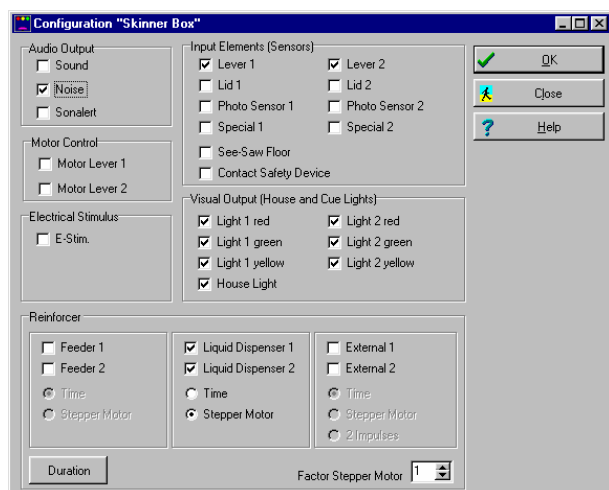 Configuration "Skinner Box"
Audio Output
Sound
Noise
Sonalert
Motor Control
Motor Lever 1
Motor Lever 2
Electrical Stimulus
E-Stim.
Input Elements (Sensors)
Lever 1 Lever 2
Lid 1 Lid 2
Photo Sensor 1 Photo Sensor 2
Special 1 Special 2
See-Saw Floor
Contact Safety Device
Visual Output (House and Cue Lights)
Light 1 red Light 2 red
Light 1 green Light 2 green
Light 1 yellow Light 2 yellow
House Light
OK
Close
Help
Reinforcer
Feeder 1
Feeder 2
Time
Stepper Motor
Liquid Dispenser 1
Liquid Dispenser 2
Time
Stepper Motor
External 1
External 2
Time
Stepper Motor
2 Impulses
Duration
Factor Stepper Motor 1